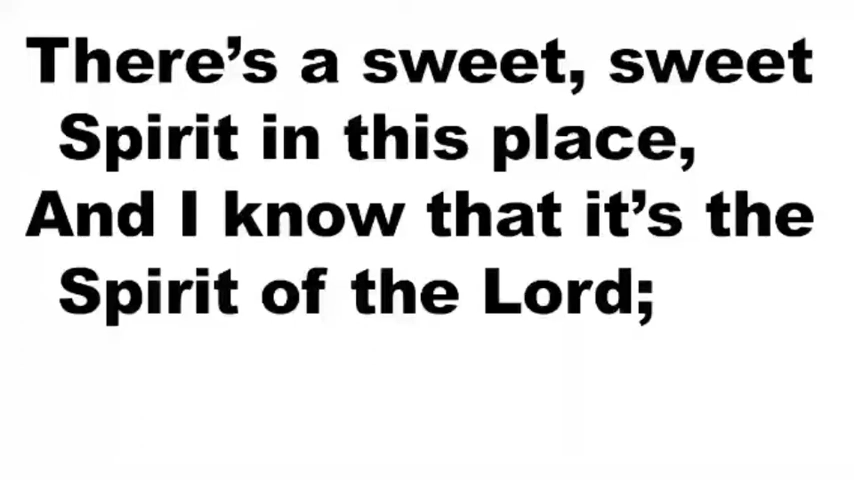 There’s a sweet, sweet
Spirit in this place,
And I know that it’s the
Spirit of the Lord;